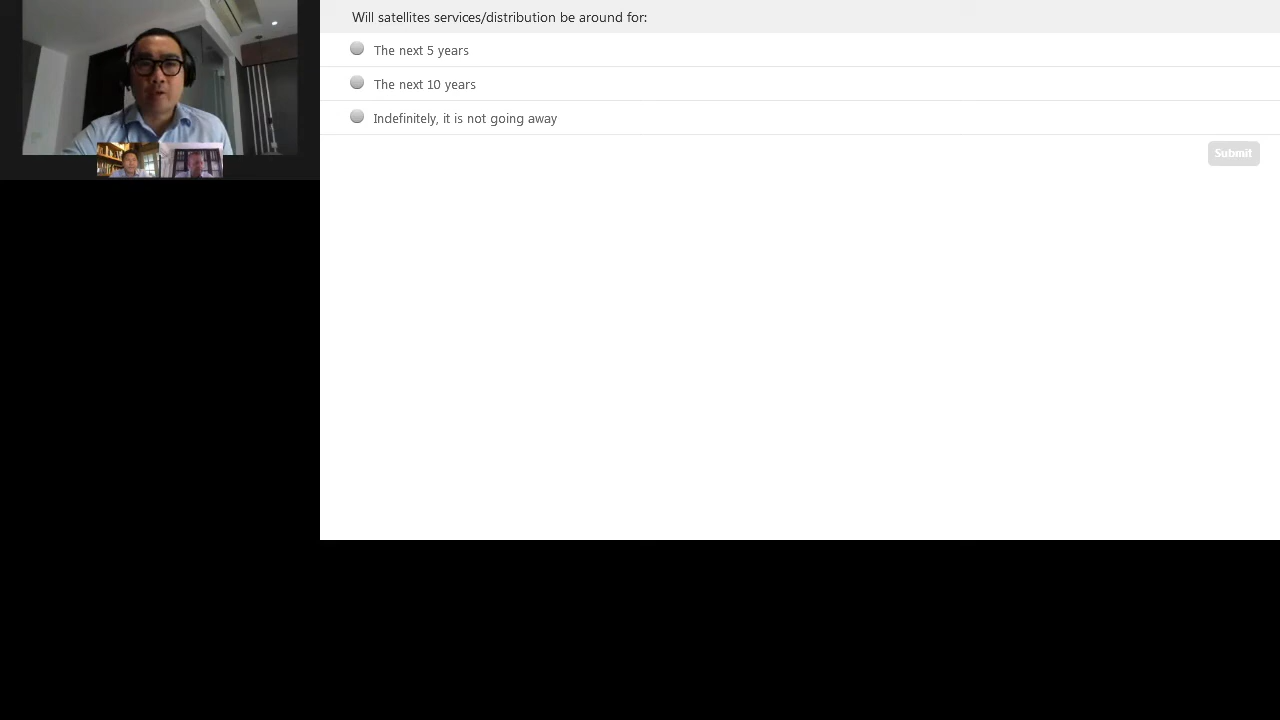 Will satellites services/distribution be around for:
The next 5 years
The next 10 years
Indefinitely, it is not going away
Submit